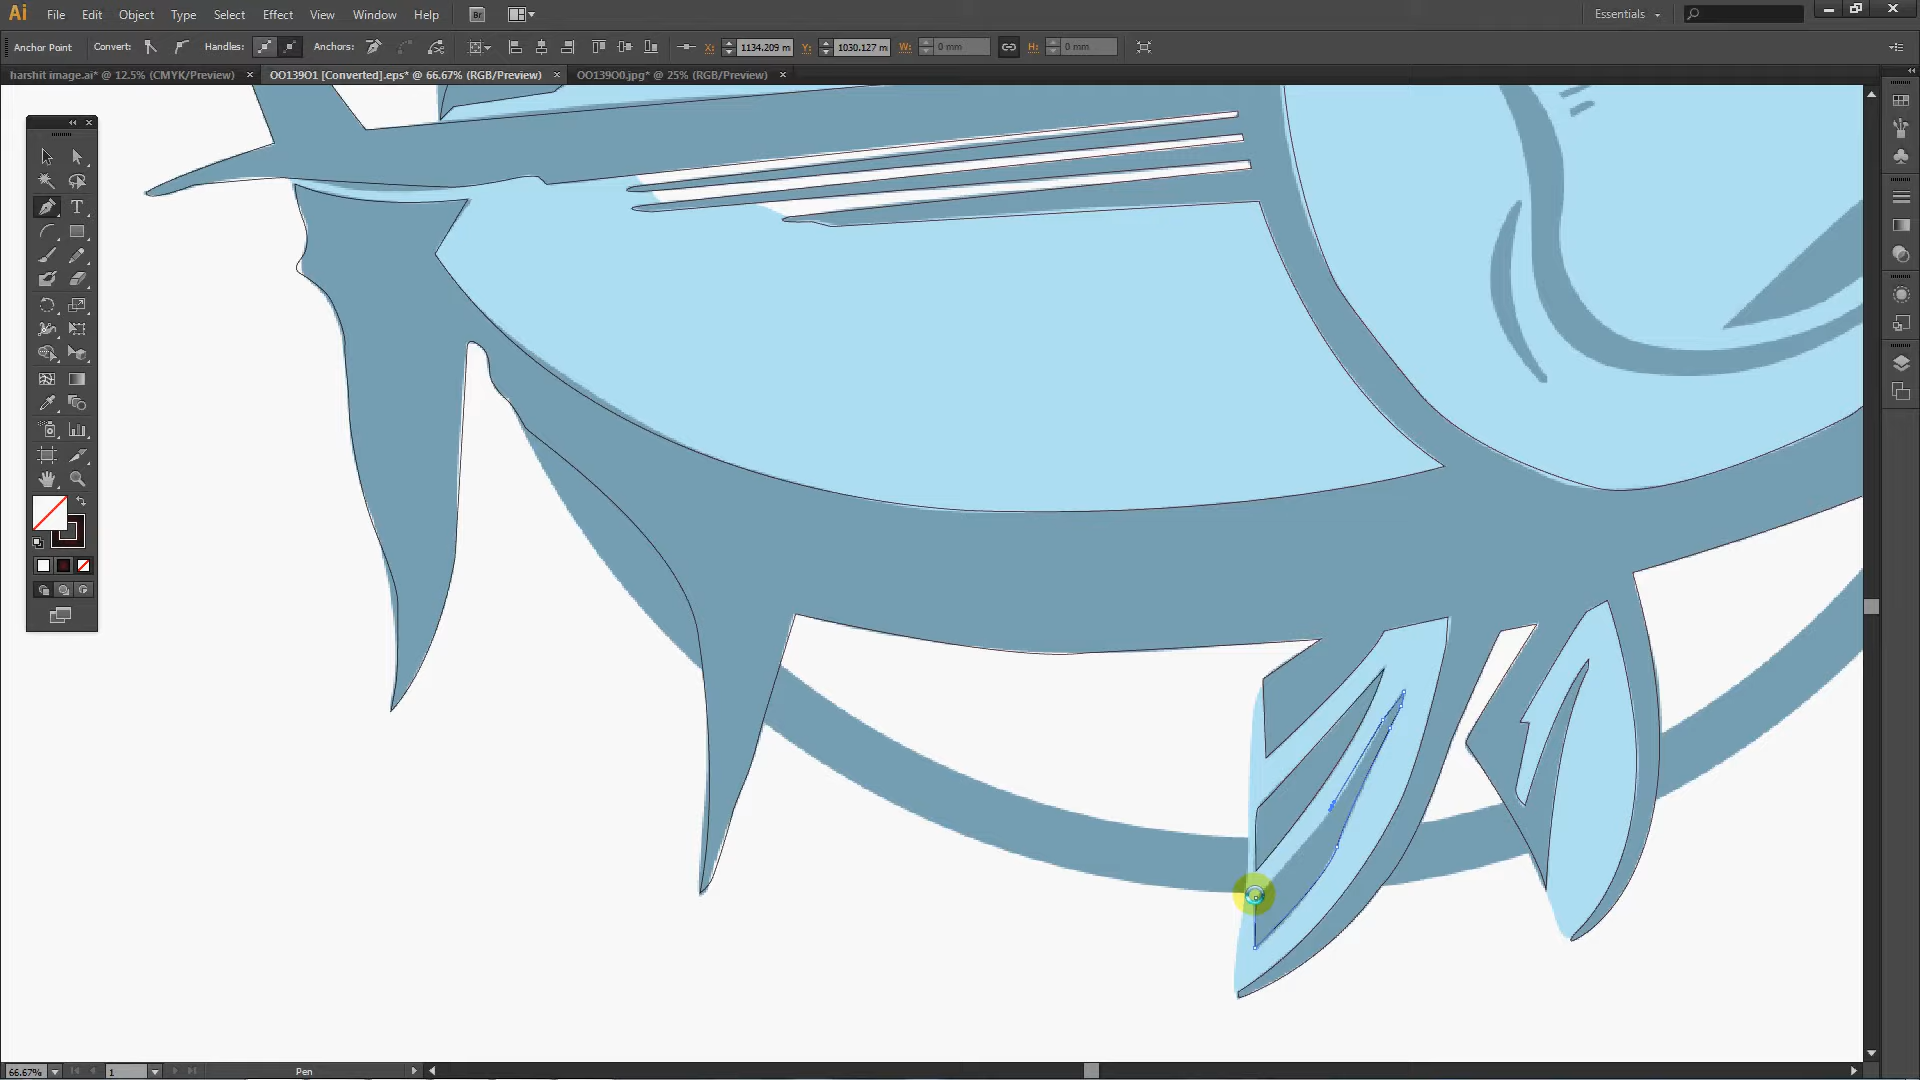 Ai File Edit Object Type Select Effect View Window Help Br Essentials
Anchor Point Convert: Handles: Anchors: X: 1134.209 m Y: 1030.127 m W: 0 mm H: 0 mm
harshit image.ai* @ 12.5% (CMYK/Preview) × OO139O1 [Converted].eps* @ 66.67% (RGB/Preview) × OO139O0.jpg* @ 25% (RGB/Preview) ×
T
66.67% 1 Pen